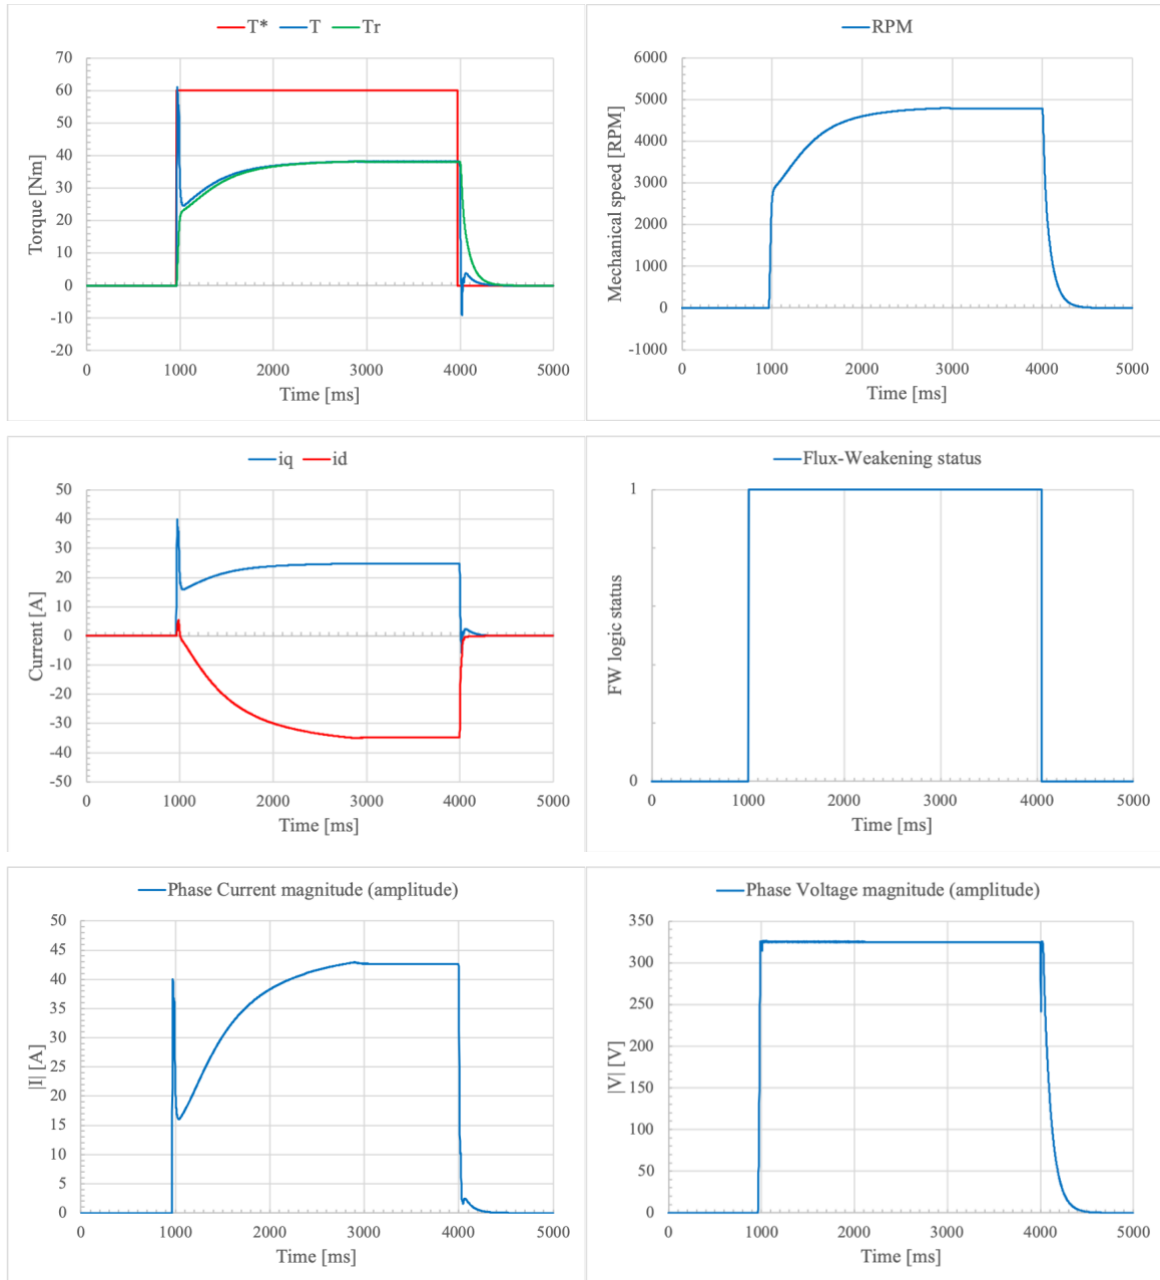 T* T Tr
70
60
50
40
30
20
10
0
-10
-20
Torque [Nm]
0 1000 2000 3000 4000 5000
Time [ms]
RPM
6000
5000
4000
3000
2000
1000
0
-1000
Mechanical speed [RPM]
0 1000 2000 3000 4000 5000
Time [ms]
iq id
50
40
30
20
10
0
-10
-20
-30
-40
-50
Current [A]
0 1000 2000 3000 4000 5000
Time [ms]
Flux-Weakening status
1
0
FW logic status
0 1000 2000 3000 4000 5000
Time [ms]
Phase Current magnitude (amplitude)
50
45
40
35
30
25
20
15
10
5
0
|I| [A]
0 1000 2000 3000 4000 5000
Time [ms]
Phase Voltage magnitude (amplitude)
350
300
250
200
150
100
50
0
|V| [V]
0 1000 2000 3000 4000 5000
Time [ms]